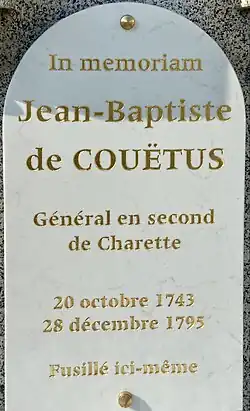 In memoriam
Jean-Baptiste
de COUËTUS
Général en second
de Charette
20 octobre 1743
28 décembre 1795
Fusillé ici-même